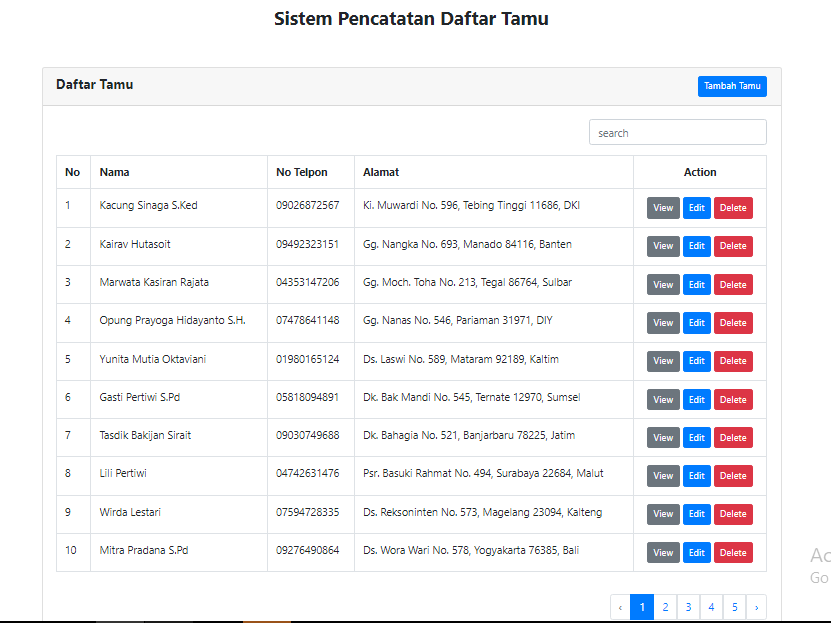 Sistem Pencatatan Daftar Tamu
Daftar Tamu Tambah Tamu
search
No Nama No Telpon Alamat Action
1 Kacung Sinaga S.Ked 09026872567 Ki. Muwardi No. 596, Tebing Tinggi 11686, DKI View Edit Delete
2 Kairav Hutasoit 09492323151 Gg. Nangka No. 693, Manado 84116, Banten View Edit Delete
3 Marwata Kasiran Rajata 04353147206 Gg. Moch. Toha No. 213, Tegal 86764, Sulbar View Edit Delete
4 Opung Prayoga Hidayanto S.H. 07478641148 Gg. Nanas No. 546, Pariaman 31971, DIY View Edit Delete
5 Yunita Mutia Oktaviani 01980165124 Ds. Laswi No. 589, Mataram 92189, Kaltim View Edit Delete
6 Gasti Pertiwi S.Pd 05818094891 Dk. Bak Mandi No. 545, Ternate 12970, Sumsel View Edit Delete
7 Tasdik Bakijan Sirait 09030749688 Dk. Bahagia No. 521, Banjarbaru 78225, Jatim View Edit Delete
8 Lili Pertiwi 04742631476 Psr. Basuki Rahmat No. 494, Surabaya 22684, Malut View Edit Delete
9 Wirda Lestari 07594728335 Ds. Reksoninten No. 573, Magelang 23094, Kalteng View Edit Delete
10 Mitra Pradana S.Pd 09276490864 Ds. Wora Wari No. 578, Yogyakarta 76385, Bali View Edit Delete
‹ 1 2 3 4 5 ›
Go